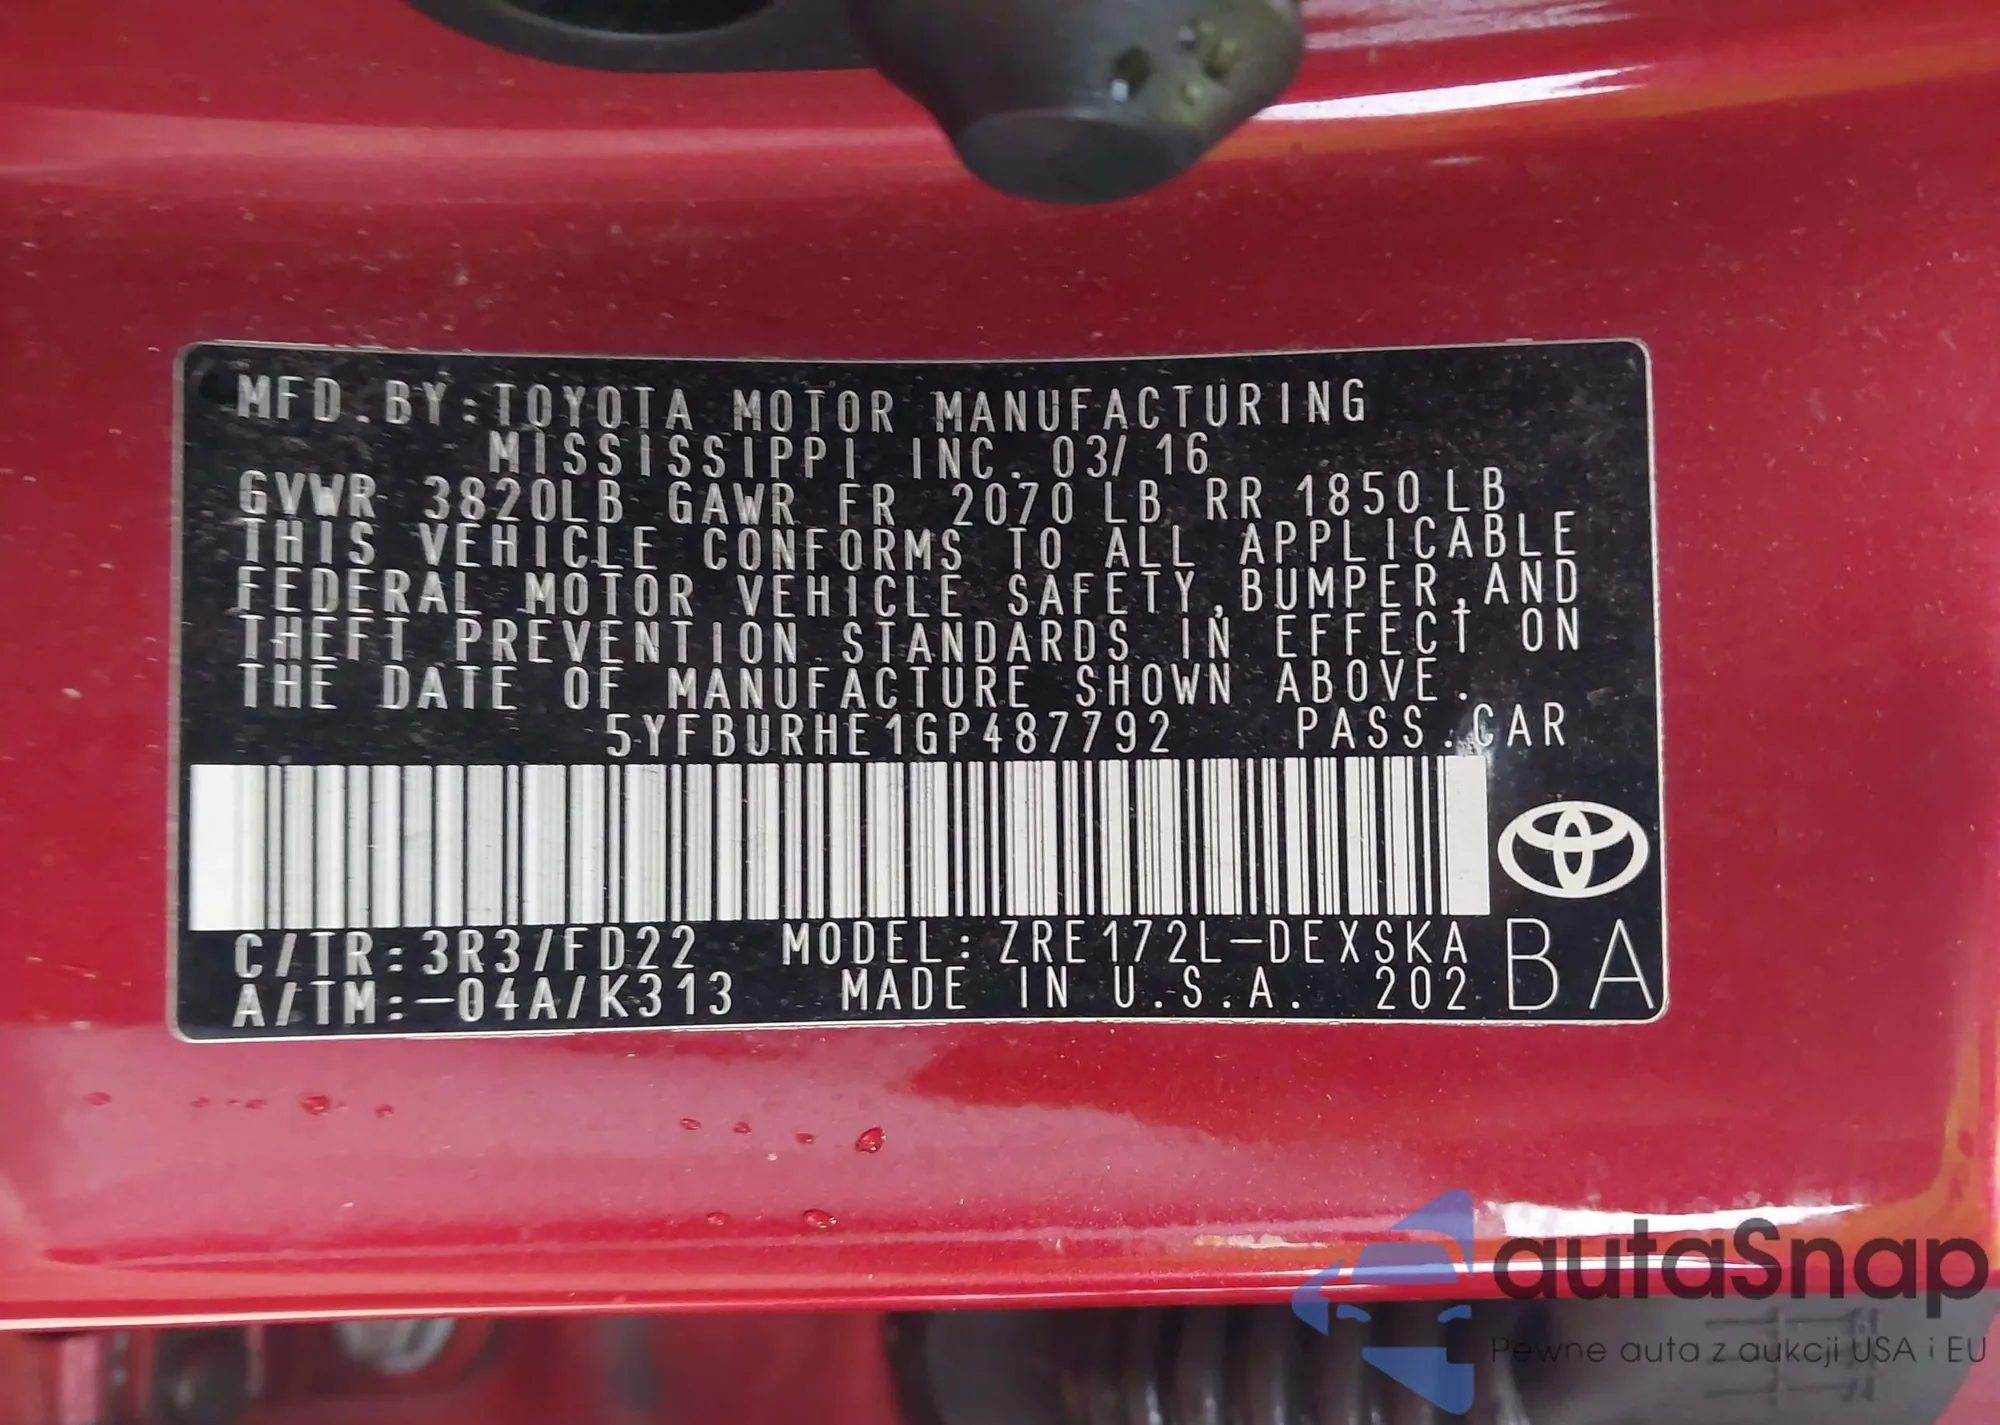 MFD.BY:TOYOTA MOTOR MANUFACTURING
MISSISSIPPI INC. 03/16
GVWR 3820LB GAWR FR 2070 LB RR 1850 LB
THIS VEHICLE CONFORMS TO ALL APPLICABLE
FEDERAL MOTOR VEHICLE SAFETY,BUMPER,AND
THEFT PREVENTION STANDARDS IN EFFECT ON
THE DATE OF MANUFACTURE SHOWN ABOVE.
5YFBURHE1GP487792 PASS.CAR
C/TR:3R3/FD22 MODEL:ZRE172L-DEXSKA
A/TM:-04A/K313 MADE IN U.S.A. 202
BA
autaSnap
Pewne auta z aukcji USA i EU